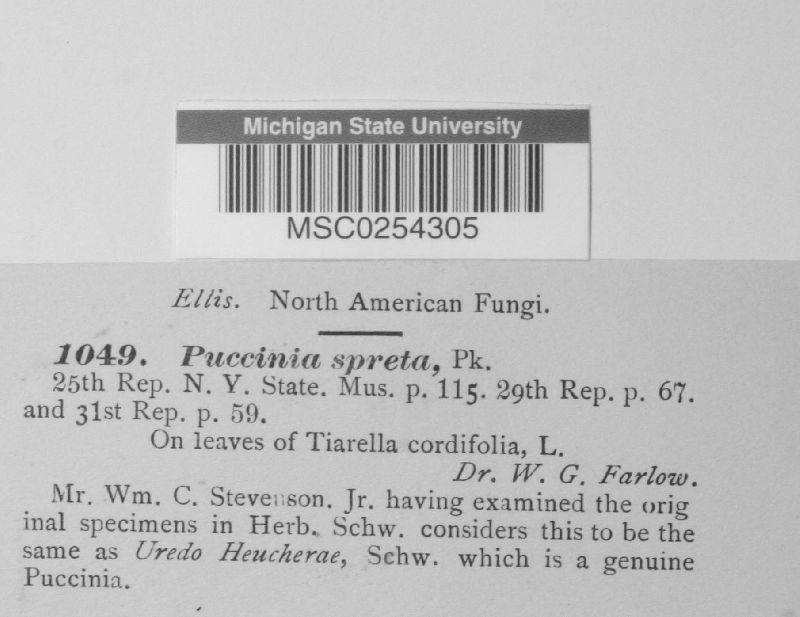 Michigan State University
MSC0254305
Ellis. North American Fungi.
1049. Puccinia spreta, Pk.
25th Rep. N. Y. State. Mus. p. 115. 29th Rep. p. 67.
and 31st Rep. p. 59.
On leaves of Tiarella cordifolia, L.
Dr. W. G. Farlow.
Mr. Wm. C. Stevenson. Jr. having examined the orig
inal specimens in Herb. Schw. considers this to be the
same as Uredo Heucherae, Schw. which is a genuine
Puccinia.